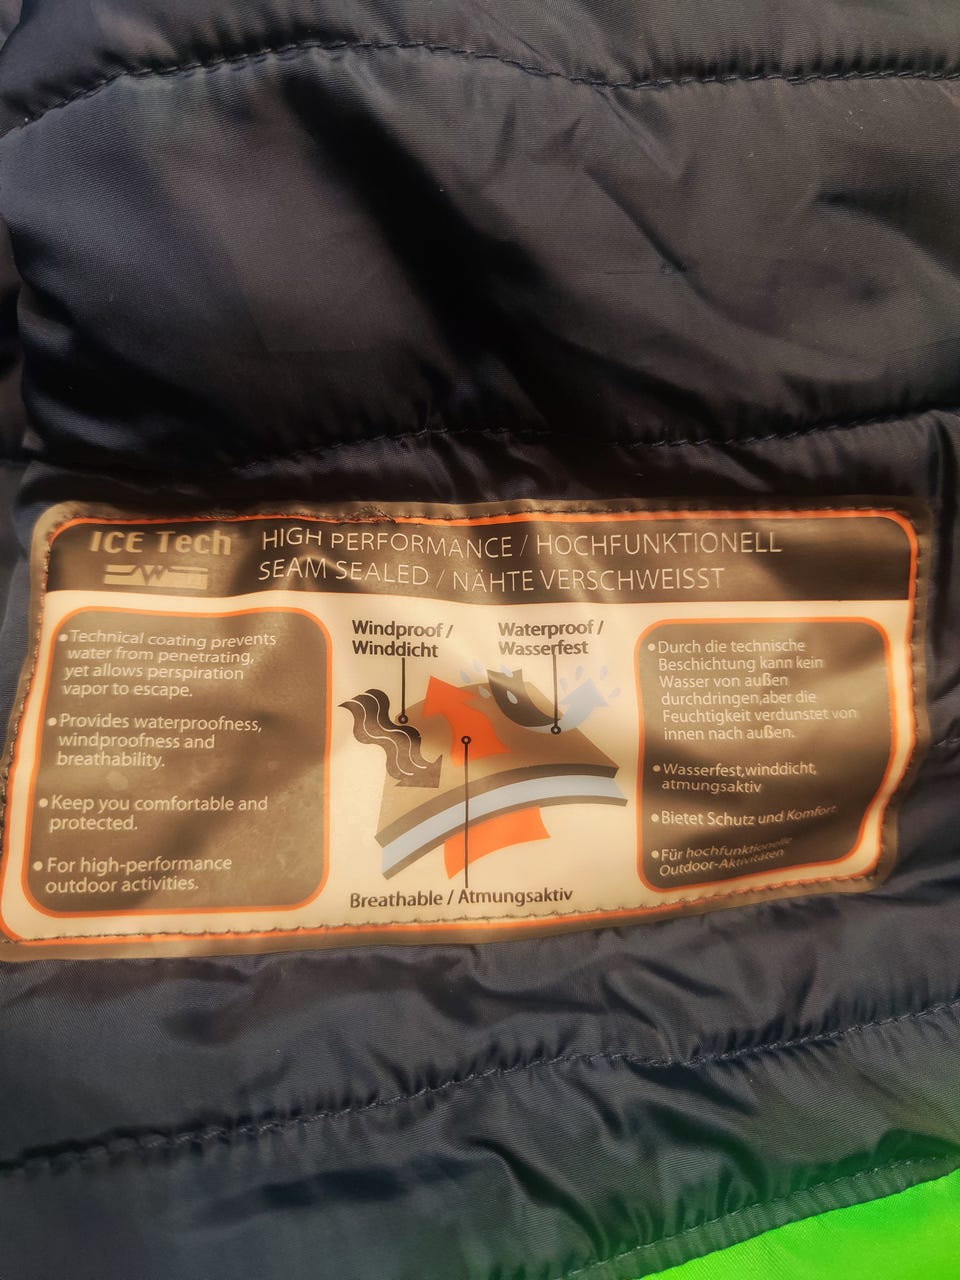 ICE Tech
HIGH PERFORMANCE / HOCHFUNKTIONELL
SEAM SEALED / NÄHTE VERSCHWEISST
•Technical coating prevents
water from penetrating,
yet allows perspiration
vapor to escape.
•Provides waterproofness,
windproofness and
breathability.
•Keep you comfortable and
protected.
•For high-performance
outdoor activities.
Windproof /
Winddicht
Waterproof /
Wasserfest
Breathable / Atmungsaktiv
•Durch die technische
Beschichtung kann kein
Wasser von außen
durchdringen,aber die
Feuchtigkeit verdunstet von
innen nach außen.
•Wasserfest,winddicht,
atmungsaktiv
•Bietet Schutz und Komfort.
•Für hochfunktionelle
Outdoor-Aktivitäten